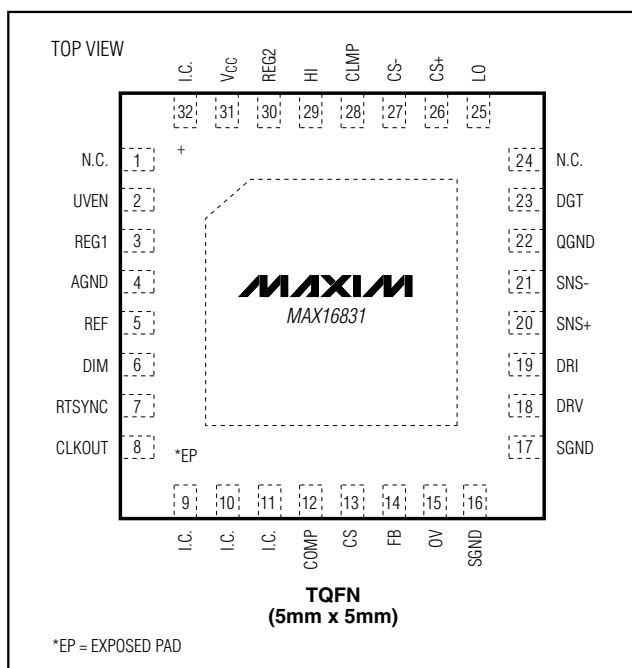 TOP VIEW
I.C. VCC REG2 HI CLMP CS- CS+ LO
32 31 30 29 28 27 26 25
+
N.C. 1 24 N.C.
UVEN 2 23 DGT
REG1 3 22 QGND
AGND 4 21 SNS-
REF 5 20 SNS+
DIM 6 19 DRI
RTSYNC 7 18 DRV
CLKOUT 8 17 SGND
MAXIM
MAX16831
*EP
9 10 11 12 13 14 15 16
I.C. I.C. I.C. COMP CS FB OV SGND
TQFN
(5mm x 5mm)
*EP = EXPOSED PAD